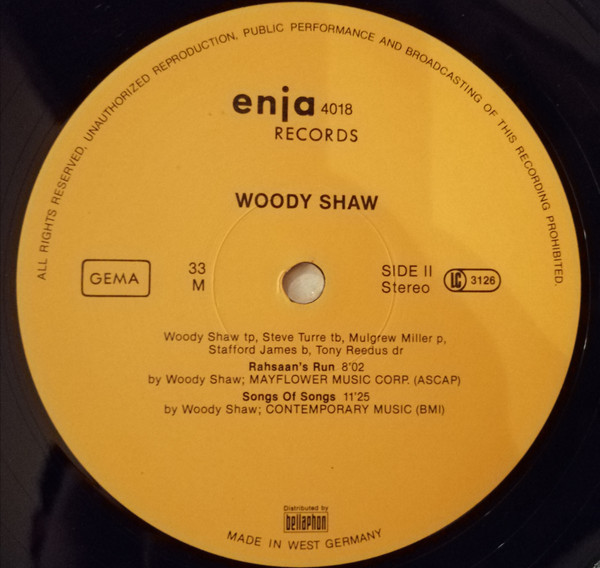 ALL RIGHTS RESERVED. UNAUTHORIZED REPRODUCTION, PUBLIC PERFORMANCE AND BROADCASTING OF THIS RECORDING PROHIBITED.
enja 4018
RECORDS
WOODY SHAW
GEMA
33
M
SIDE II
Stereo
LC 3126
Woody Shaw tp, Steve Turre tb, Mulgrew Miller p,
Stafford James b, Tony Reedus dr
Rahsaan's Run 8'02
by Woody Shaw; MAYFLOWER MUSIC CORP. (ASCAP)
Songs Of Songs 11'25
by Woody Shaw; CONTEMPORARY MUSIC (BMI)
Distributed by
bellaphon
MADE IN WEST GERMANY